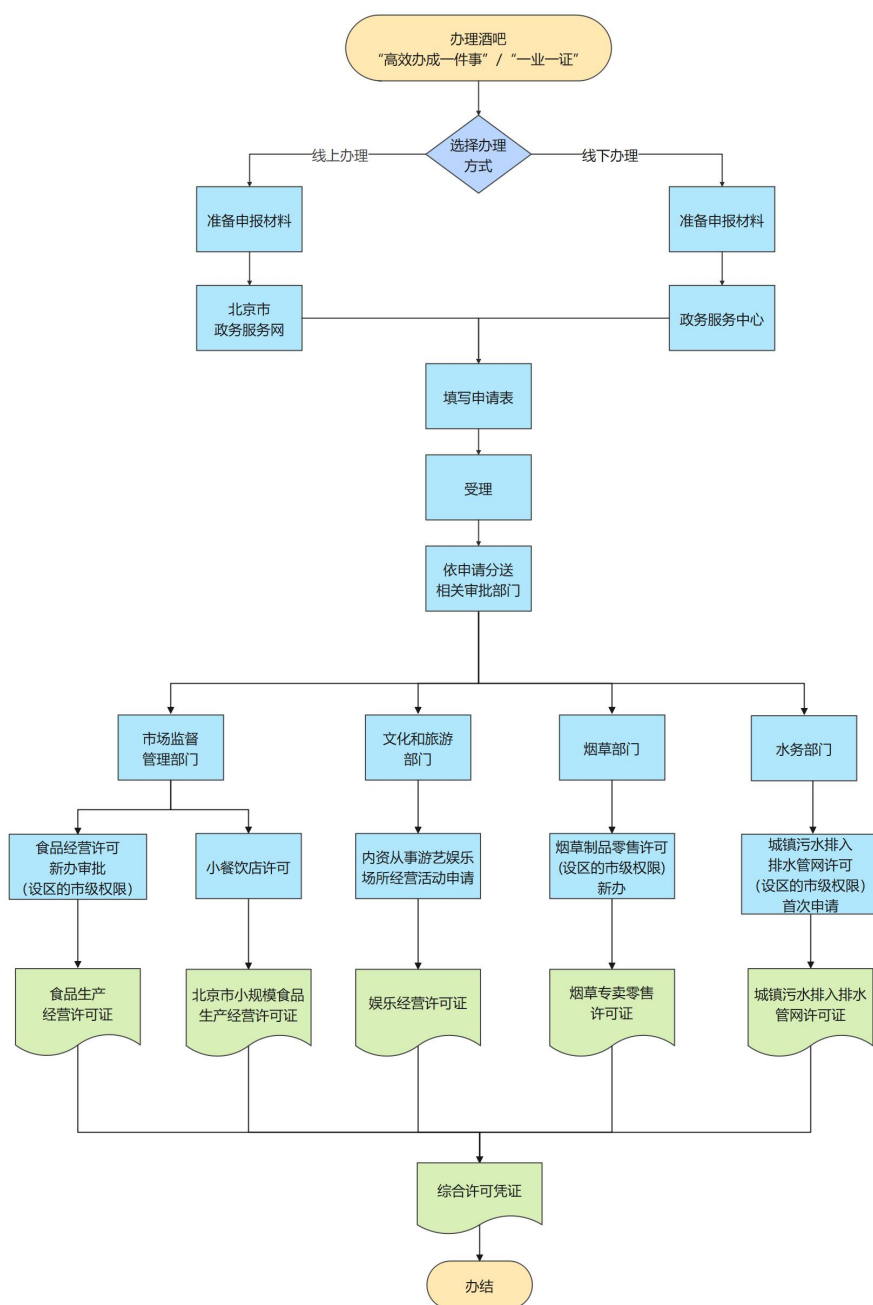 办理酒吧
“高效办成一件事” / “一业一证”
选择办理
方式
线上办理
线下办理
准备申报材料
准备申报材料
北京市
政务服务网
政务服务中心
填写申请表
受理
依申请分送
相关审批部门
市场监督
管理部门
文化和旅游
部门
烟草部门
水务部门
食品经营许可
新办审批
（设区的市级权限）
小餐饮店许可
内资从事游艺娱乐
场所经营活动申请
烟草制品零售许可
(设区的市级权限)
新办
城镇污水排入
排水管网许可
(设区的市级权限)
首次申请
食品生产
经营许可证
北京市小规模食品
生产经营许可证
娱乐经营许可证
烟草专卖零售
许可证
城镇污水排入排水
管网许可证
综合许可凭证
办结